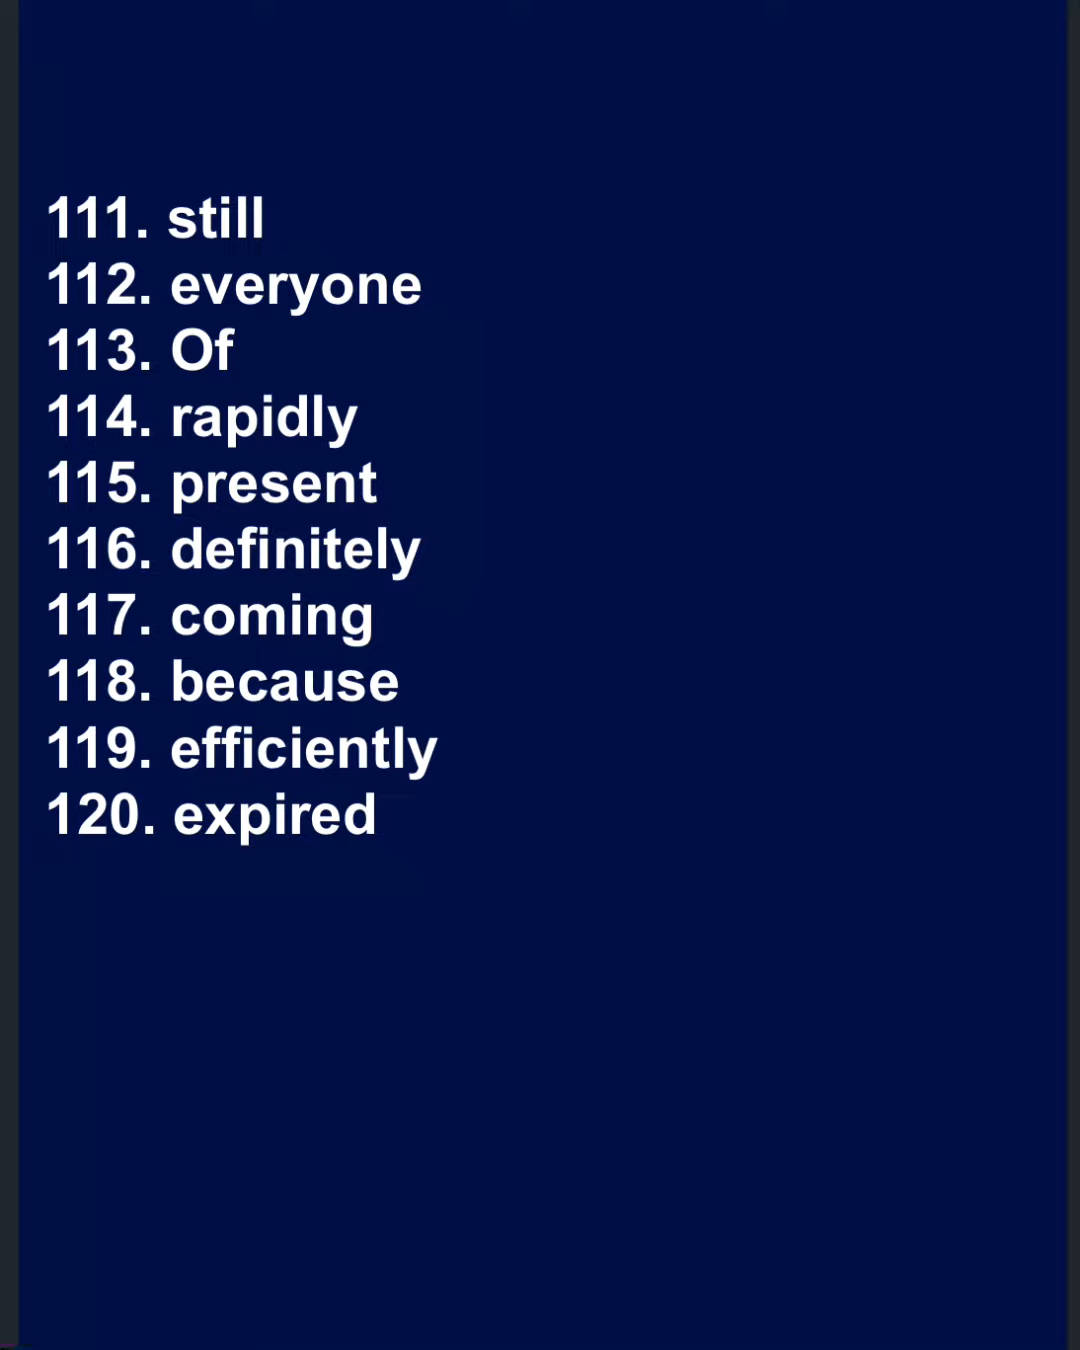 111. still
112. everyone
113. Of
114. rapidly
115. present
116. definitely
117. coming
118. because
119. efficiently
120. expired